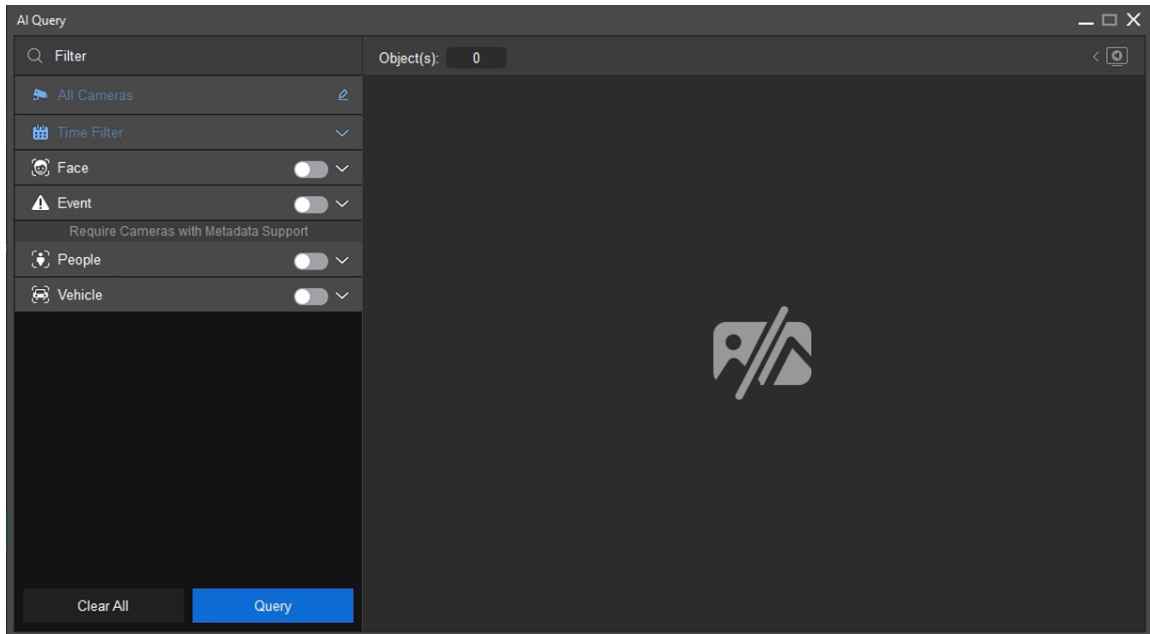 AI Query
Filter
Object(s): 0
All Cameras
Time Filter
Face
Event
Require Cameras with Metadata Support
People
Vehicle
Clear All
Query